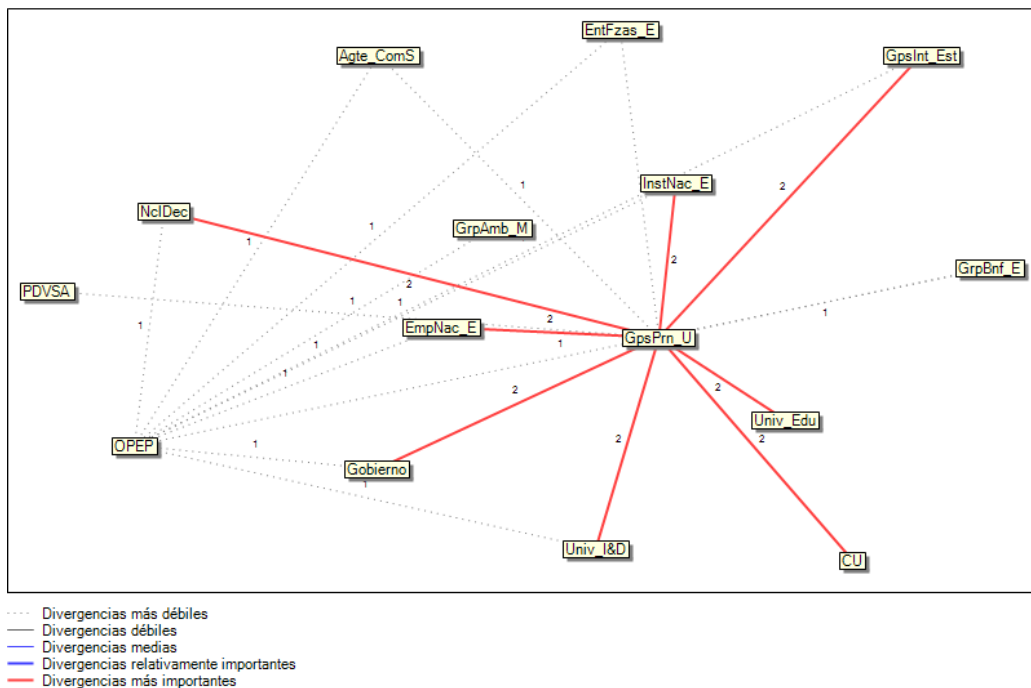 EntFzas_E
Agte_ComS
GpsInt_Est
1
2
InstNac_E
NclDec
1
1
GrpAmb_M
2
GrpBnf_E
2
PDVSA
1
1
1
2
EmpNac_E
1
GpsPrn_U
1
1
1
2
2
Univ_Edu
OPEP
1
2
2
Gobierno
1
Univ_I&D
CU
Divergencias más débiles
Divergencias débiles
Divergencias medias
Divergencias relativamente importantes
Divergencias más importantes